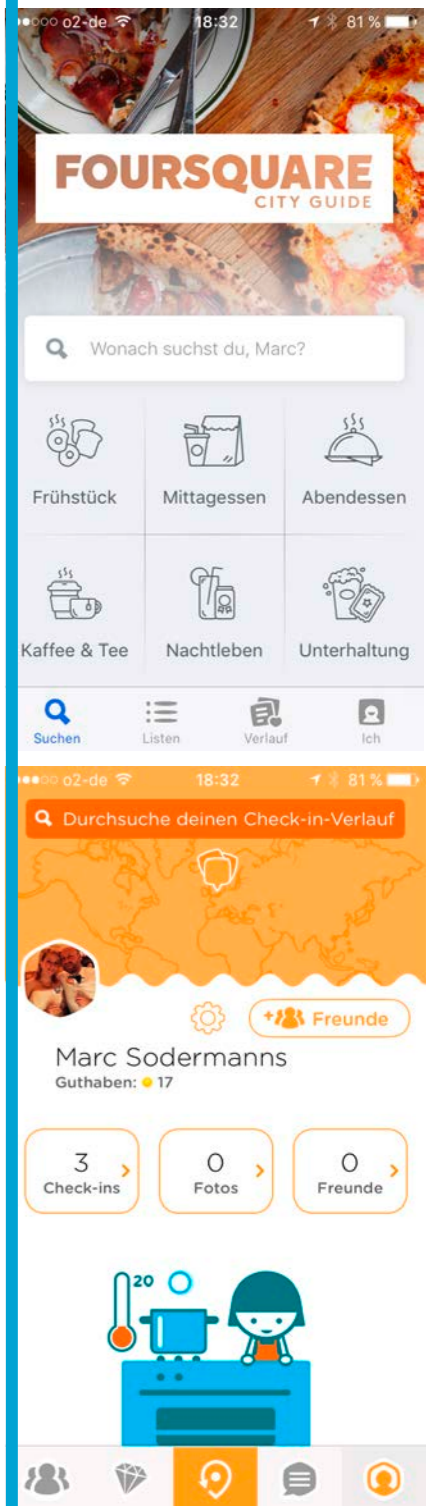 o2-de 18:32 81 %
FOURSQUARE
CITY GUIDE
Wonach suchst du, Marc?
Frühstück Mittagessen Abendessen
Kaffee & Tee Nachtleben Unterhaltung
Suchen Listen Verlauf Ich
o2-de 18:32 81 %
Durchsuche deinen Check-in-Verlauf
Freunde
Marc Sodermanns
Guthaben: 17
3 0 0
Check-ins Fotos Freunde
20